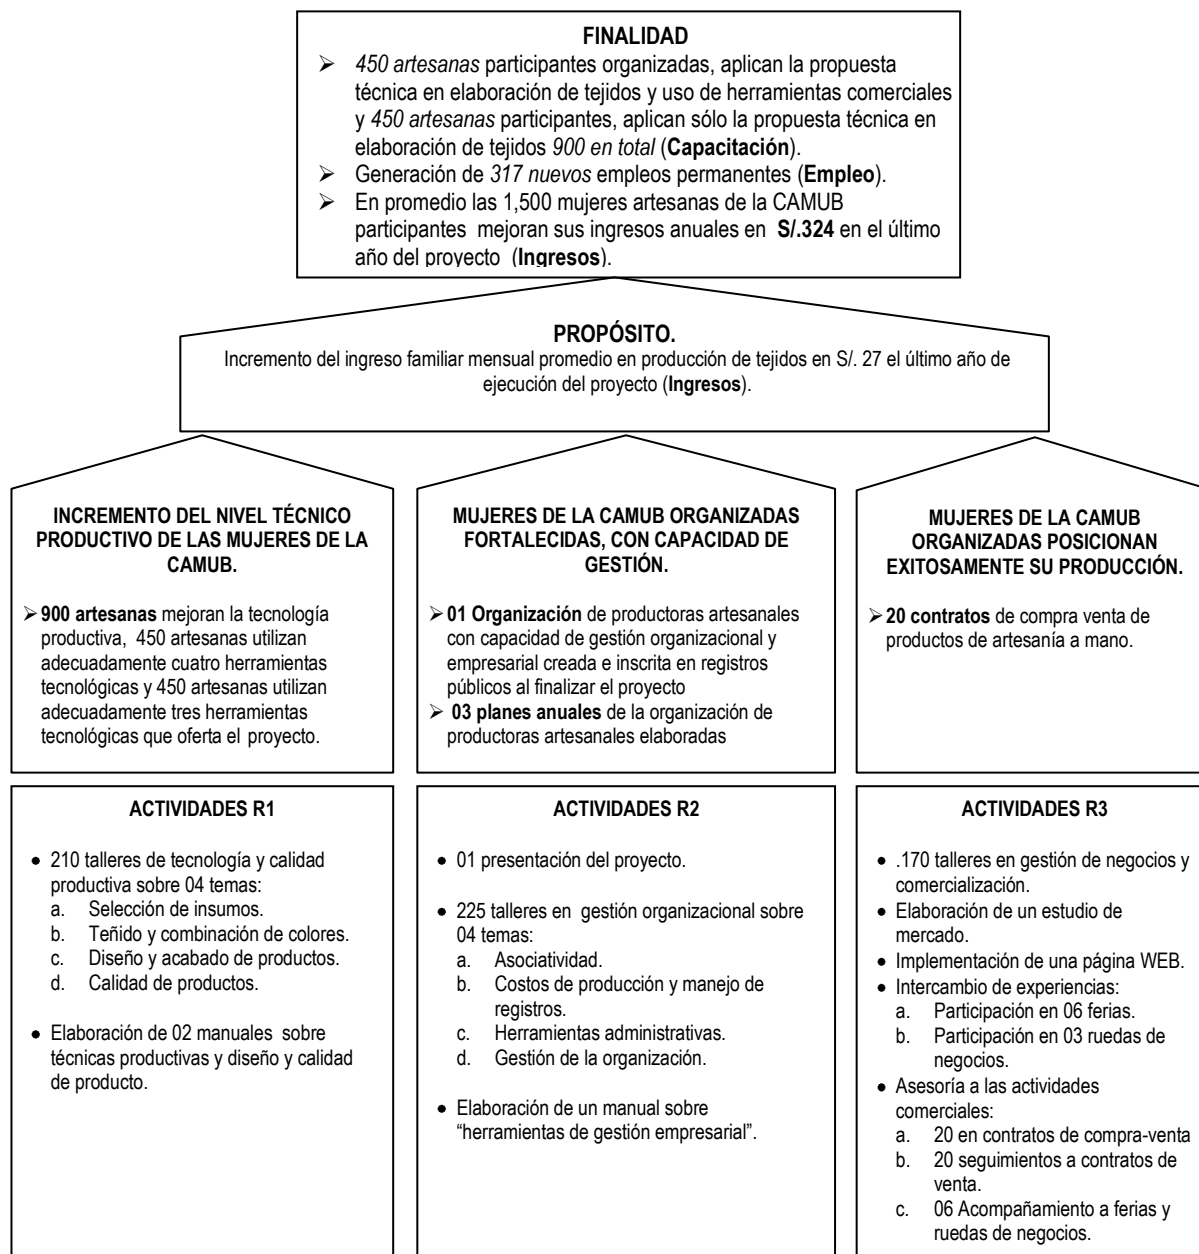 FINALIDAD
➢ 450 artesanas participantes organizadas, aplican la propuesta
técnica en elaboración de tejidos y uso de herramientas comerciales
y 450 artesanas participantes, aplican sólo la propuesta técnica en
elaboración de tejidos 900 en total (Capacitación).
➢ Generación de 317 nuevos empleos permanentes (Empleo).
➢ En promedio las 1,500 mujeres artesanas de la CAMUB
participantes mejoran sus ingresos anuales en S/.324 en el último
año del proyecto (Ingresos).
PROPÓSITO.
Incremento del ingreso familiar mensual promedio en producción de tejidos en S/. 27 el último año de
ejecución del proyecto (Ingresos).
INCREMENTO DEL NIVEL TÉCNICO
PRODUCTIVO DE LAS MUJERES DE LA
CAMUB.
➢ 900 artesanas mejoran la tecnología
productiva, 450 artesanas utilizan
adecuadamente cuatro herramientas
tecnológicas y 450 artesanas utilizan
adecuadamente tres herramientas
tecnológicas que oferta el proyecto.
MUJERES DE LA CAMUB ORGANIZADAS
FORTALECIDAS, CON CAPACIDAD DE
GESTIÓN.
➢ 01 Organización de productoras artesanales
con capacidad de gestión organizacional y
empresarial creada e inscrita en registros
públicos al finalizar el proyecto
➢ 03 planes anuales de la organización de
productoras artesanales elaboradas
MUJERES DE LA CAMUB
ORGANIZADAS POSICIONAN
EXITOSAMENTE SU PRODUCCIÓN.
➢ 20 contratos de compra venta de
productos de artesanía a mano.
ACTIVIDADES R1
• 210 talleres de tecnología y calidad
productiva sobre 04 temas:
a. Selección de insumos.
b. Teñido y combinación de colores.
c. Diseño y acabado de productos.
d. Calidad de productos.
• Elaboración de 02 manuales sobre
técnicas productivas y diseño y calidad
de producto.
ACTIVIDADES R2
• 01 presentación del proyecto.
• 225 talleres en gestión organizacional sobre
04 temas:
a. Asociatividad.
b. Costos de producción y manejo de
registros.
c. Herramientas administrativas.
d. Gestión de la organización.
• Elaboración de un manual sobre
“herramientas de gestión empresarial”.
ACTIVIDADES R3
• .170 talleres en gestión de negocios y
comercialización.
• Elaboración de un estudio de
mercado.
• Implementación de una página WEB.
• Intercambio de experiencias:
a. Participación en 06 ferias.
b. Participación en 03 ruedas de
negocios.
• Asesoría a las actividades
comerciales:
a. 20 en contratos de compra-venta
b. 20 seguimientos a contratos de
venta.
c. 06 Acompañamiento a ferias y
ruedas de negocios.